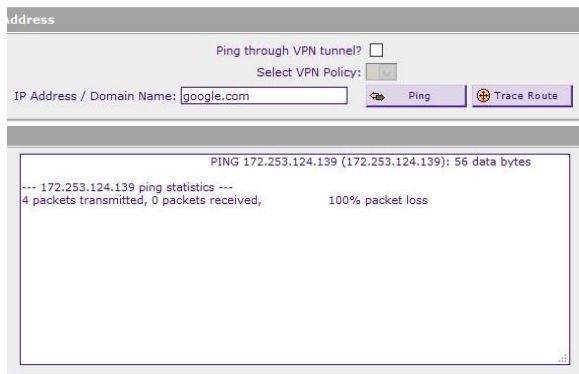 Address
Ping through VPN tunnel?
Select VPN Policy:
IP Address / Domain Name: google.com Ping Trace Route
PING 172.253.124.139 (172.253.124.139): 56 data bytes
--- 172.253.124.139 ping statistics ---
4 packets transmitted, 0 packets received, 100% packet loss